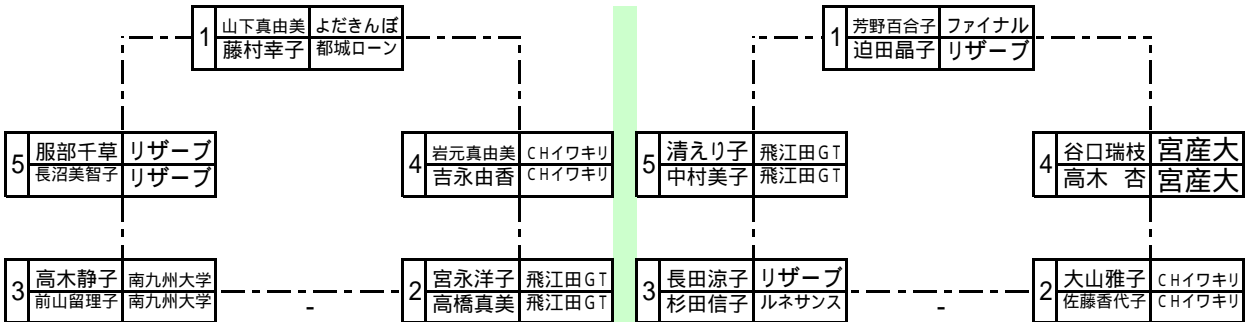 1 山下真由美 よだきんぼ
藤村幸子 都城ローン
5 服部千草 リザーブ
長沼美智子 リザーブ
4 岩元真由美 CHイワキリ
吉永由香 CHイワキリ
3 高木静子 南九州大学
前山留理子 南九州大学
-
2 宮永洋子 飛江田GT
高橋真美 飛江田GT
1 芳野百合子 ファイナル
迫田晶子 リザーブ
5 清えり子 飛江田GT
中村美子 飛江田GT
4 谷口瑞枝 宮産大
高木 杏 宮産大
3 長田涼子 リザーブ
杉田信子 ルネサンス
-
2 大山雅子 CHイワキリ
佐藤香代子 CHイワキリ